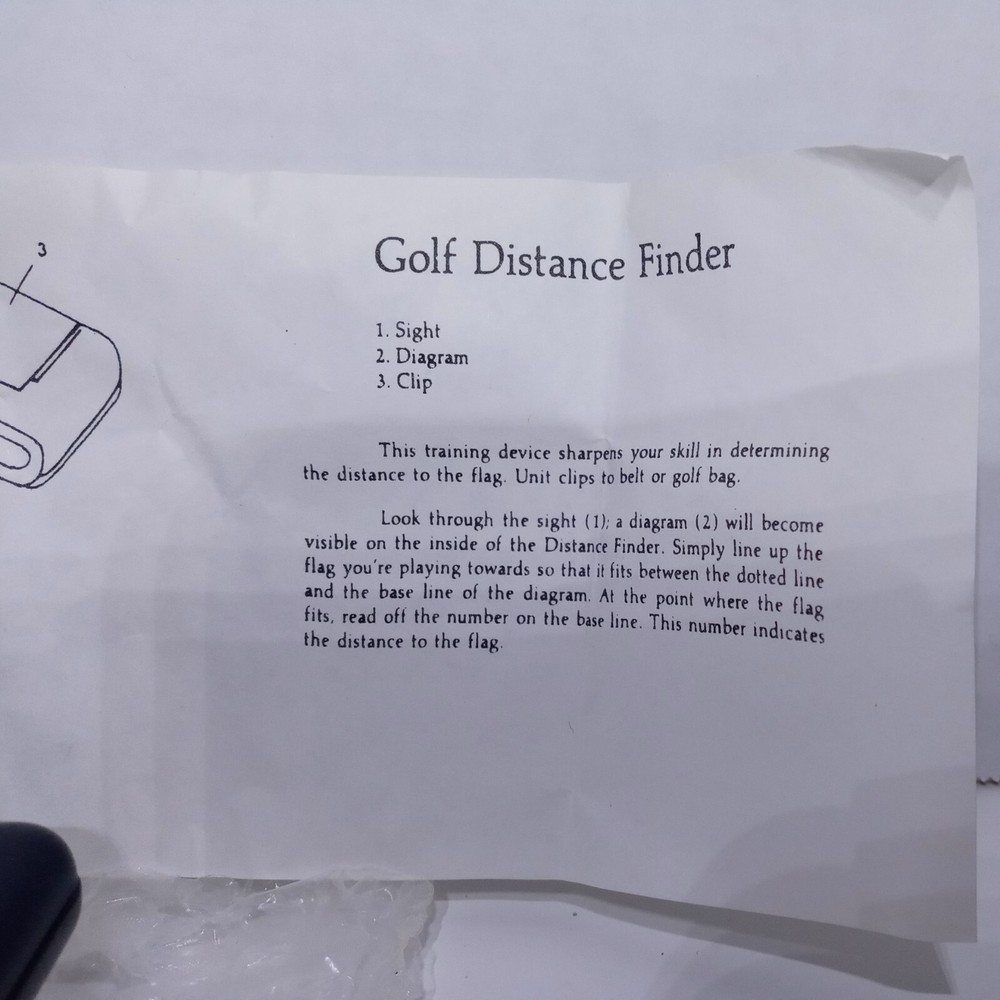 3
Golf Distance Finder
1. Sight
2. Diagram
3. Clip
This training device sharpens your skill in determining
the distance to the flag. Unit clips to belt or golf bag.
Look through the sight (1); a diagram (2) will become
visible on the inside of the Distance Finder. Simply line up the
flag you're playing towards so that it fits between the dotted line
and the base line of the diagram. At the point where the flag
fits, read off the number on the base line. This number indicates
the distance to the flag.